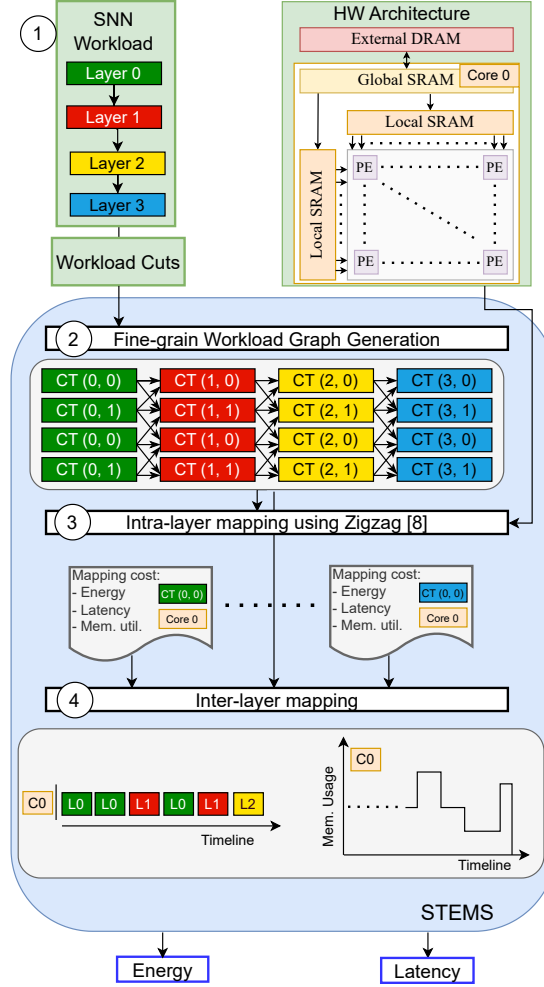 1
SNN
Workload
Layer 0
Layer 1
Layer 2
Layer 3
Workload Cuts
HW Architecture
External DRAM
Global SRAM
Core 0
Local SRAM
Local SRAM
PE
PE
PE
PE
2
Fine-grain Workload Graph Generation
CT (0, 0) CT (1, 0) CT (2, 0) CT (3, 0)
CT (0, 1) CT (1, 1) CT (2, 1) CT (3, 1)
CT (0, 0) CT (1, 0) CT (2, 0) CT (3, 0)
CT (0, 1) CT (1, 1) CT (2, 1) CT (3, 1)
3
Intra-layer mapping using Zigzag [8]
Mapping cost:
- Energy
- Latency
- Mem. util.
CT (0, 0)
Core 0
Mapping cost:
- Energy
- Latency
- Mem. util.
CT (0, 0)
Core 0
4
Inter-layer mapping
C0
L0 L0 L1 L0 L1 L2
Timeline
C0
Mem. Usage
Timeline
STEMS
Energy
Latency